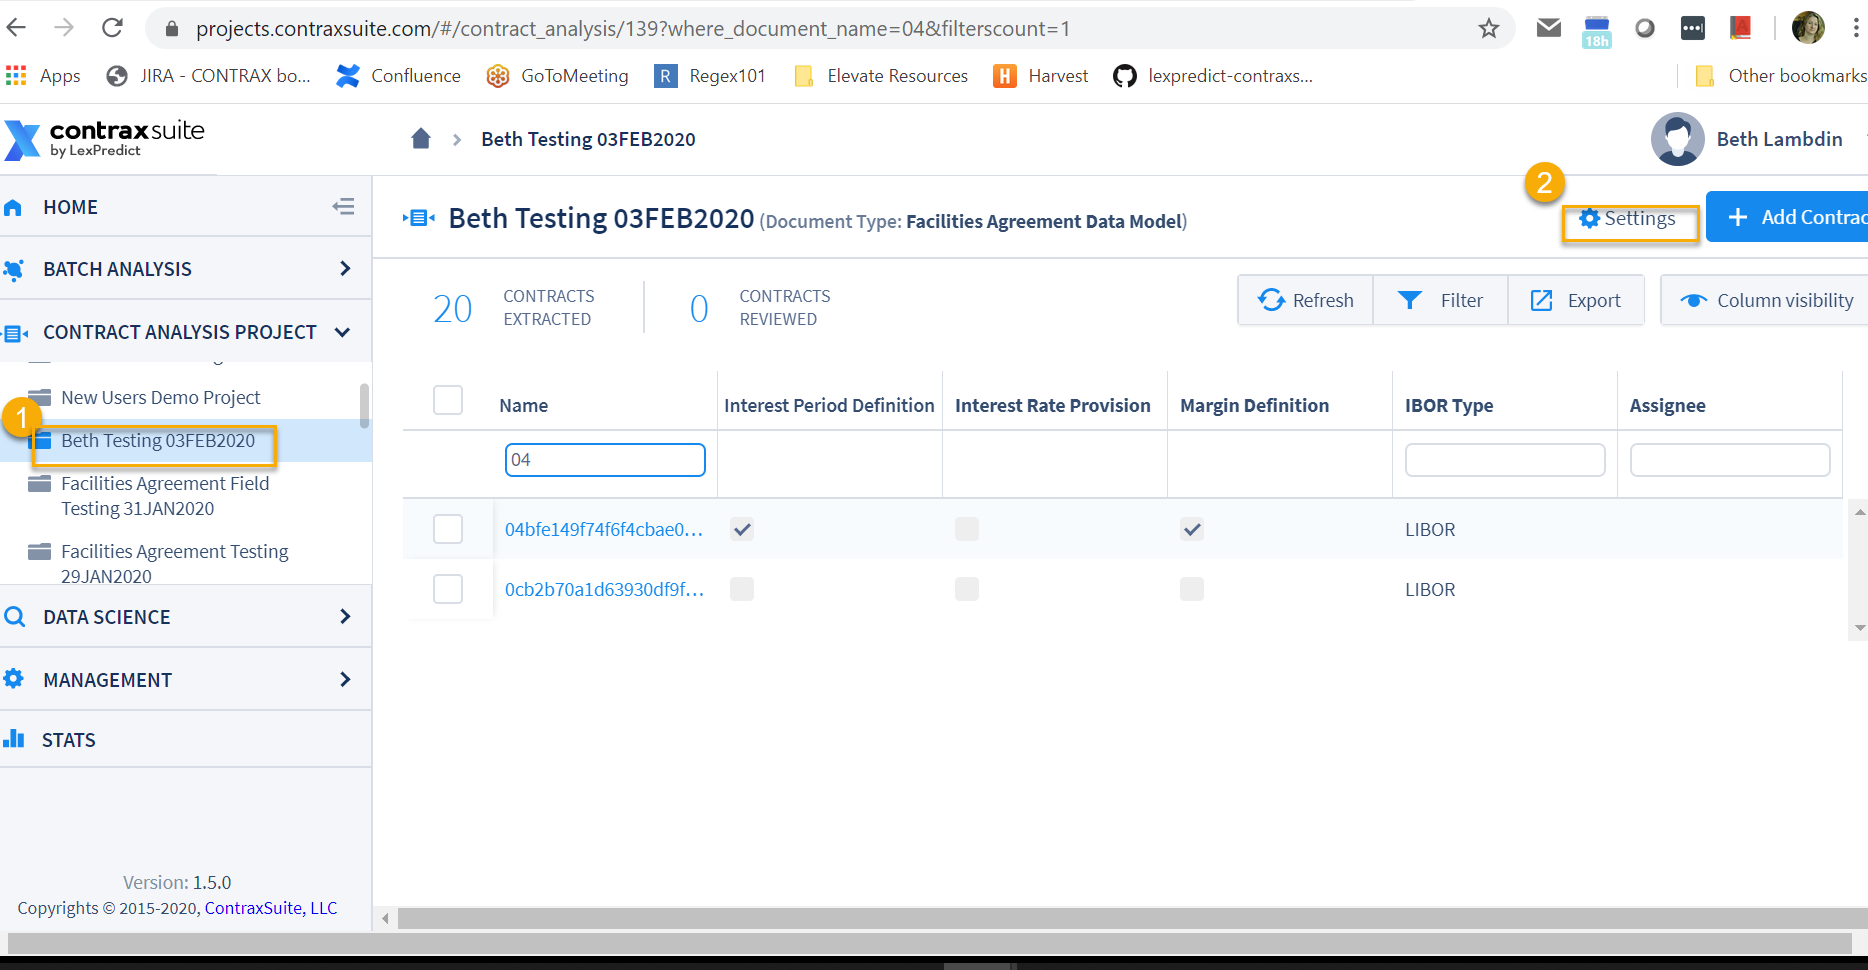 projects.contraxsuite.com/#/contract_analysis/139?where_document_name=04&filterscount=1
18h
Apps
JIRA - CONTRAX bo...
Confluence
GoToMeeting
R
Regex101
Elevate Resources
H
Harvest
lexpredict-contraxs...
Other bookmarks
contraxsuite
by LexPredict
Beth Testing 03FEB2020
Beth Lambdin
HOME
BATCH ANALYSIS
CONTRACT ANALYSIS PROJECT
New Users Demo Project
1
Beth Testing 03FEB2020
Facilities Agreement Field
Testing 31JAN2020
Facilities Agreement Testing
29JAN2020
DATA SCIENCE
MANAGEMENT
STATS
Version: 1.5.0
Copyrights © 2015-2020, ContraxSuite, LLC
Beth Testing 03FEB2020 (Document Type: Facilities Agreement Data Model)
2
Settings
+ Add Contrac
20 CONTRACTS
EXTRACTED
0 CONTRACTS
REVIEWED
Refresh
Filter
Export
Column visibility
Name
Interest Period Definition
Interest Rate Provision
Margin Definition
IBOR Type
Assignee
04
04bfe149f74f6f4cbae0...
LIBOR
0cb2b70a1d63930df9f...
LIBOR